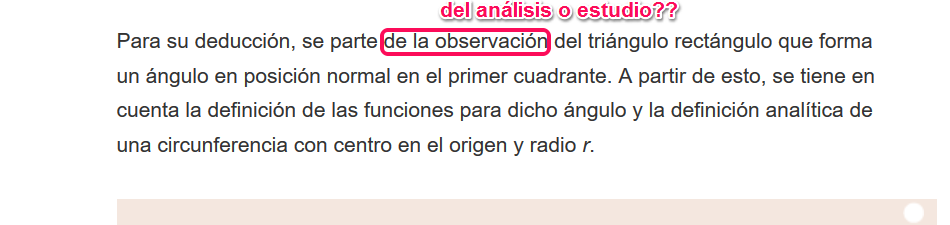 del análisis o estudio??
Para su deducción, se parte de la observación del triángulo rectángulo que forma
un ángulo en posición normal en el primer cuadrante. A partir de esto, se tiene en
cuenta la definición de las funciones para dicho ángulo y la definición analítica de
una circunferencia con centro en el origen y radio r.